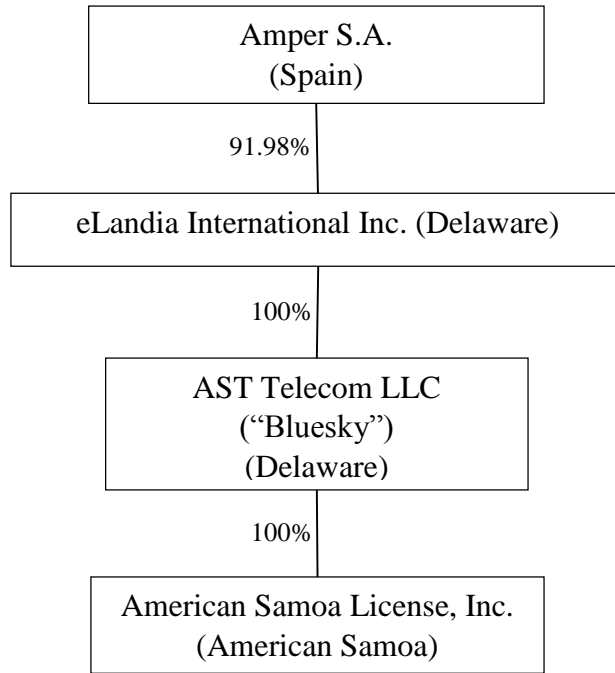 Amper S.A.
(Spain)
91.98%
eLandia International Inc. (Delaware)
100%
AST Telecom LLC
(“Bluesky”)
(Delaware)
100%
American Samoa License, Inc.
(American Samoa)